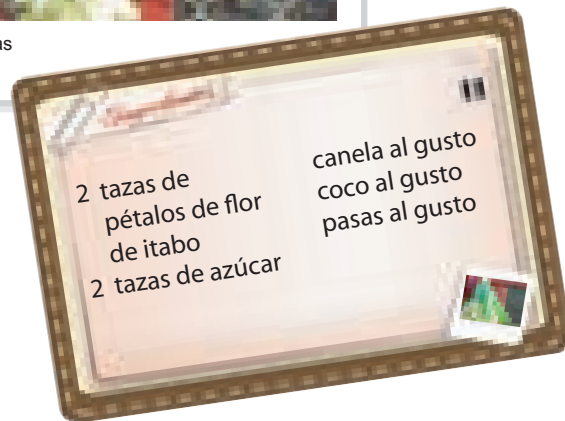 as
2 tazas de
pétalos de flor
de itabo
2 tazas de azúcar
canela al gusto
coco al gusto
pasas al gusto